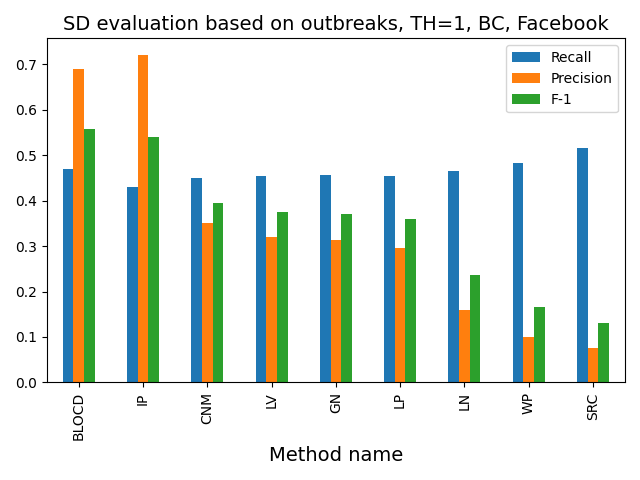 SD evaluation based on outbreaks, TH=1, BC, Facebook
Recall
Precision
F-1
0.7
0.6
0.5
0.4
0.3
0.2
0.1
0.0
BLOCD
IP
CNM
LV
GN
LP
LN
WP
SRC
Method name